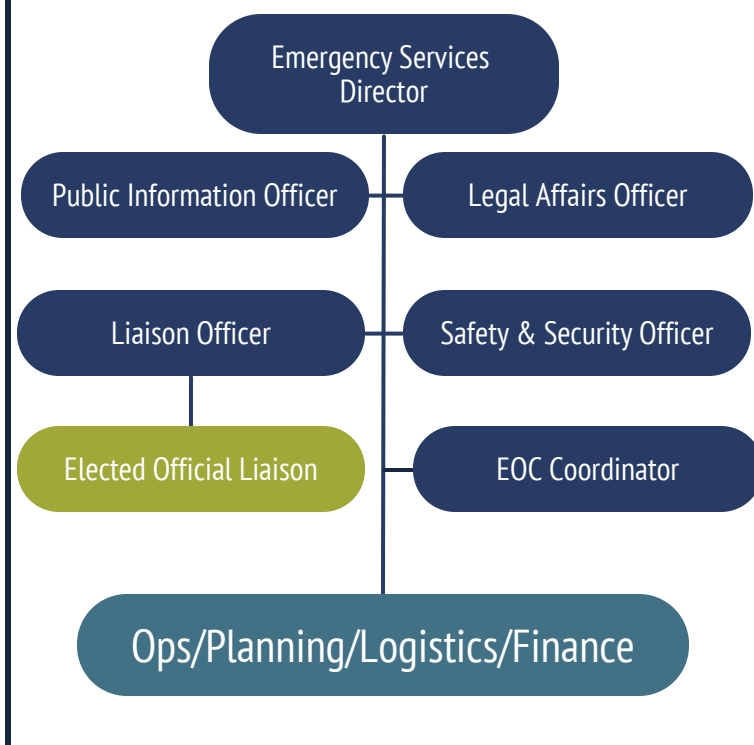 Emergency Services
Director
Public Information Officer
Legal Affairs Officer
Liaison Officer
Safety & Security Officer
Elected Official Liaison
EOC Coordinator
Ops/Planning/Logistics/Finance